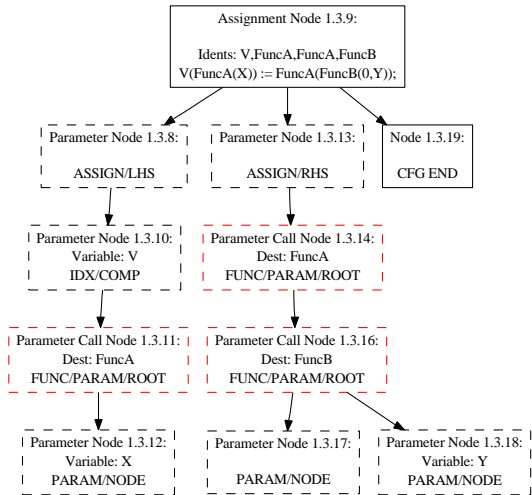 Assignment Node 1.3.9:
Idents: V,FuncA,FuncA,FuncB
V(FuncA(X)) := FuncA(FuncB(0,Y));
Parameter Node 1.3.8:
ASSIGN/LHS
Parameter Node 1.3.13:
ASSIGN/RHS
Node 1.3.19:
CFG END
Parameter Node 1.3.10:
Variable: V
IDX/COMP
Parameter Call Node 1.3.14:
Dest: FuncA
FUNC/PARAM/ROOT
Parameter Call Node 1.3.11:
Dest: FuncA
FUNC/PARAM/ROOT
Parameter Call Node 1.3.16:
Dest: FuncB
FUNC/PARAM/ROOT
Parameter Node 1.3.12:
Variable: X
PARAM/NODE
Parameter Node 1.3.17:
PARAM/NODE
Parameter Node 1.3.18:
Variable: Y
PARAM/NODE